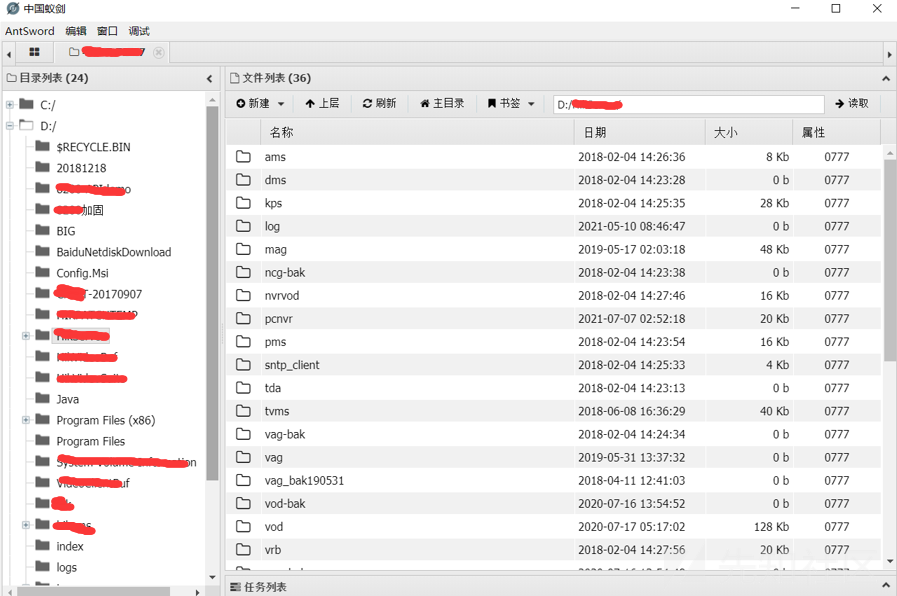 中国蚁剑
AntSword 编辑 窗口 调试
7
目录列表 (24)
C:/
D:/
$RECYCLE.BIN
20181218
加固
BIG
BaiduNetdiskDownload
Config.Msi
T-20170907
Java
Program Files (x86)
Program Files
index
logs
文件列表 (36)
新建 上层 刷新 主目录 书签 D:/ 读取
名称 日期 大小 属性
ams 2018-02-04 14:26:36 8 Kb 0777
dms 2018-02-04 14:23:28 0 b 0777
kps 2018-02-04 14:25:35 28 Kb 0777
log 2021-05-10 08:46:47 0 b 0777
mag 2019-05-17 02:03:18 48 Kb 0777
ncg-bak 2018-02-04 14:23:38 0 b 0777
nvrvod 2018-02-04 14:27:46 16 Kb 0777
pcnvr 2021-07-07 02:52:18 20 Kb 0777
pms 2018-02-04 14:23:54 16 Kb 0777
sntp_client 2018-02-04 14:25:33 4 Kb 0777
tda 2018-02-04 14:23:13 0 b 0777
tvms 2018-06-08 16:36:29 40 Kb 0777
vag-bak 2018-02-04 14:24:34 0 b 0777
vag 2019-05-31 13:37:32 0 b 0777
vag_bak190531 2018-04-11 12:41:03 0 b 0777
vod-bak 2020-07-16 13:54:52 0 b 0777
vod 2020-07-17 05:17:02 128 Kb 0777
vrb 2018-02-04 14:27:56 20 Kb 0777
任务列表